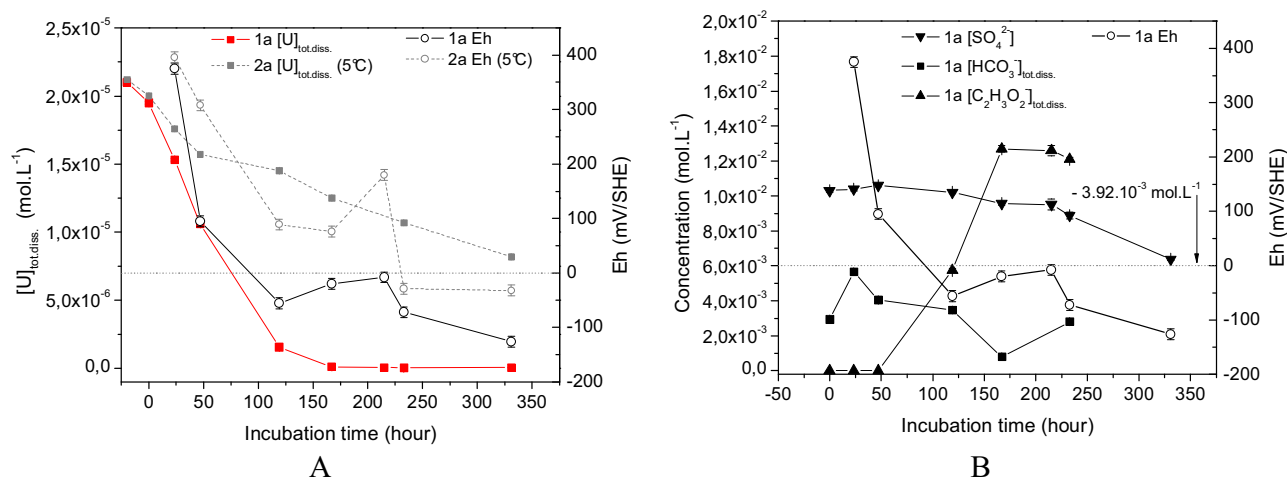 1a [U]tot.diss. 1a Eh
2a [U]tot.diss. (5°C) 2a Eh (5°C)
2,5x10-5
2,0x10-5
1,5x10-5
1,0x10-5
5,0x10-6
0,0
[U]tot.diss. (mol.L-1)
400
300
200
100
0
-100
-200
Eh (mV/SHE)
0 50 100 150 200 250 300 350
Incubation time (hour)
A
1a [SO42-] 1a Eh
1a [HCO3-]tot.diss.
1a [C2H3O2-]tot.diss.
2,0x10-2
1,8x10-2
1,6x10-2
1,4x10-2
1,2x10-2
1,0x10-2
8,0x10-3
6,0x10-3
4,0x10-3
2,0x10-3
0,0
Concentration (mol.L-1)
- 3.92.10-3 mol.L-1
400
300
200
100
0
-100
-200
Eh (mV/SHE)
-50 0 50 100 150 200 250 300 350
Incubation time (hour)
B